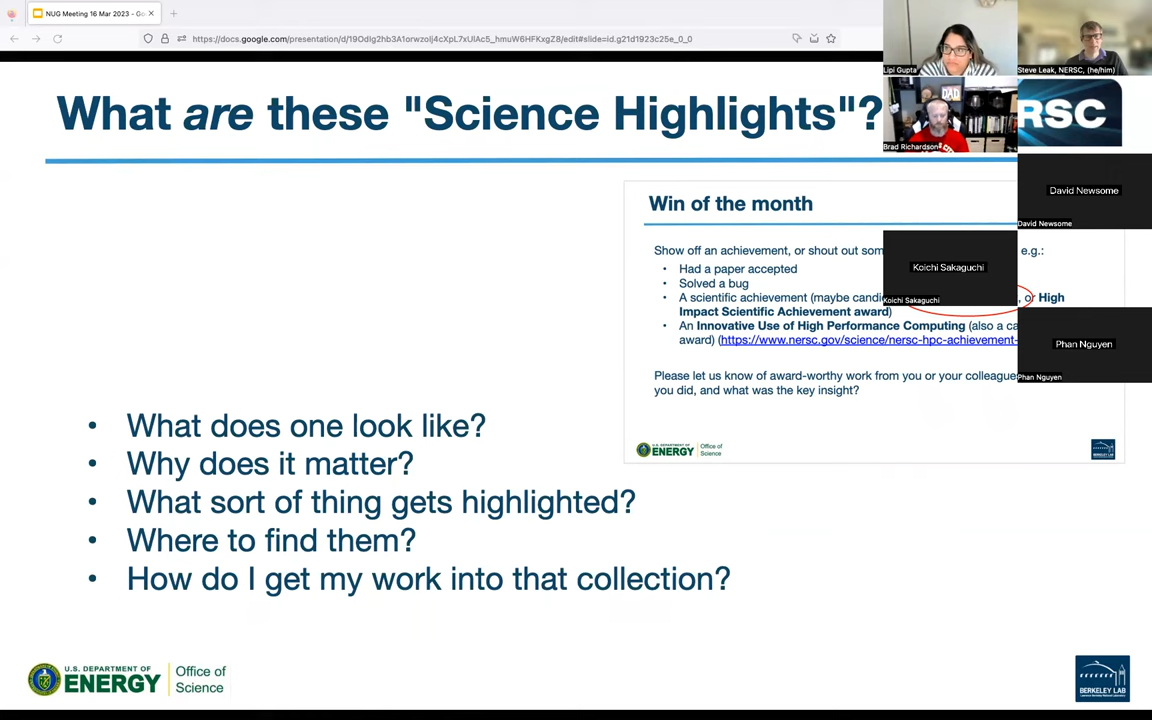 NUG Meeting 16 Mar 2023 - G
https://docs.google.com/presentation/d/19OdIg2hb3A1orwzolj4cXpL7xUlAc5_hmuW6HFKxgZ8/edit#slide=id.g21d1923c25e_0_0
Lipi Gupta
Steve Leak, NERSC, (he/him)
What are these "Science Highlights"?
Brad Richardson
RSC
DAD
David Newsome
David Newsome
Win of the month
Show off an achievement, or shout out som
e.g.:
Had a paper accepted
Koichi Sakaguchi
Solved a bug
A scientific achievement (maybe candi
Koichi Sakaguchi
, or High
Impact Scientific Achievement award)
An Innovative Use of High Performance Computing (also a ca
award) (https://www.nersc.gov/science/nersc-hpc-achievement-
Phan Nguyen
Phan Nguyen
Please let us know of award-worthy work from you or your colleague
you did, and what was the key insight?
U.S. DEPARTMENT OF
ENERGY
Office of
Science
• What does one look like?
• Why does it matter?
• What sort of thing gets highlighted?
• Where to find them?
• How do I get my work into that collection?
U.S. DEPARTMENT OF
ENERGY
Office of
Science
BERKELEY LAB